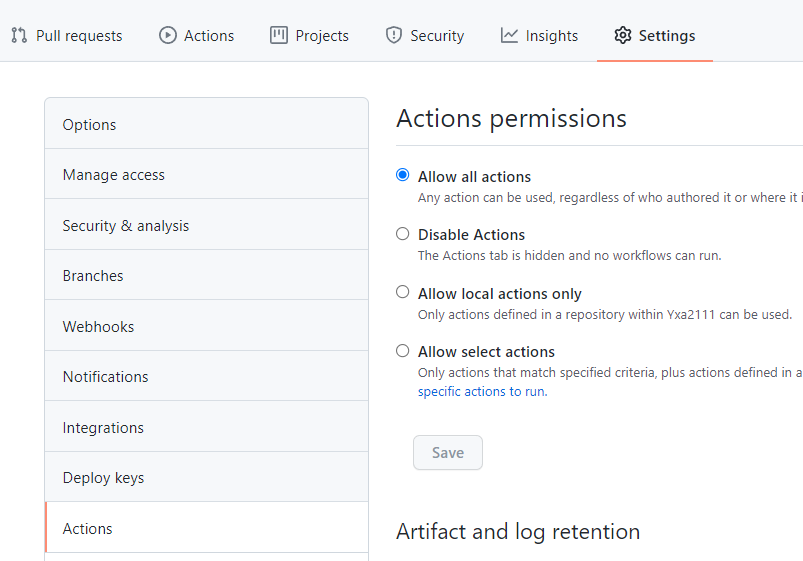 Pull requests Actions Projects Security Insights Settings
Options
Manage access
Security & analysis
Branches
Webhooks
Notifications
Integrations
Deploy keys
Actions
Actions permissions
Allow all actions
Any action can be used, regardless of who authored it or where it i
Disable Actions
The Actions tab is hidden and no workflows can run.
Allow local actions only
Only actions defined in a repository within Yxa2111 can be used.
Allow select actions
Only actions that match specified criteria, plus actions defined in a
specific actions to run.
Save
Artifact and log retention